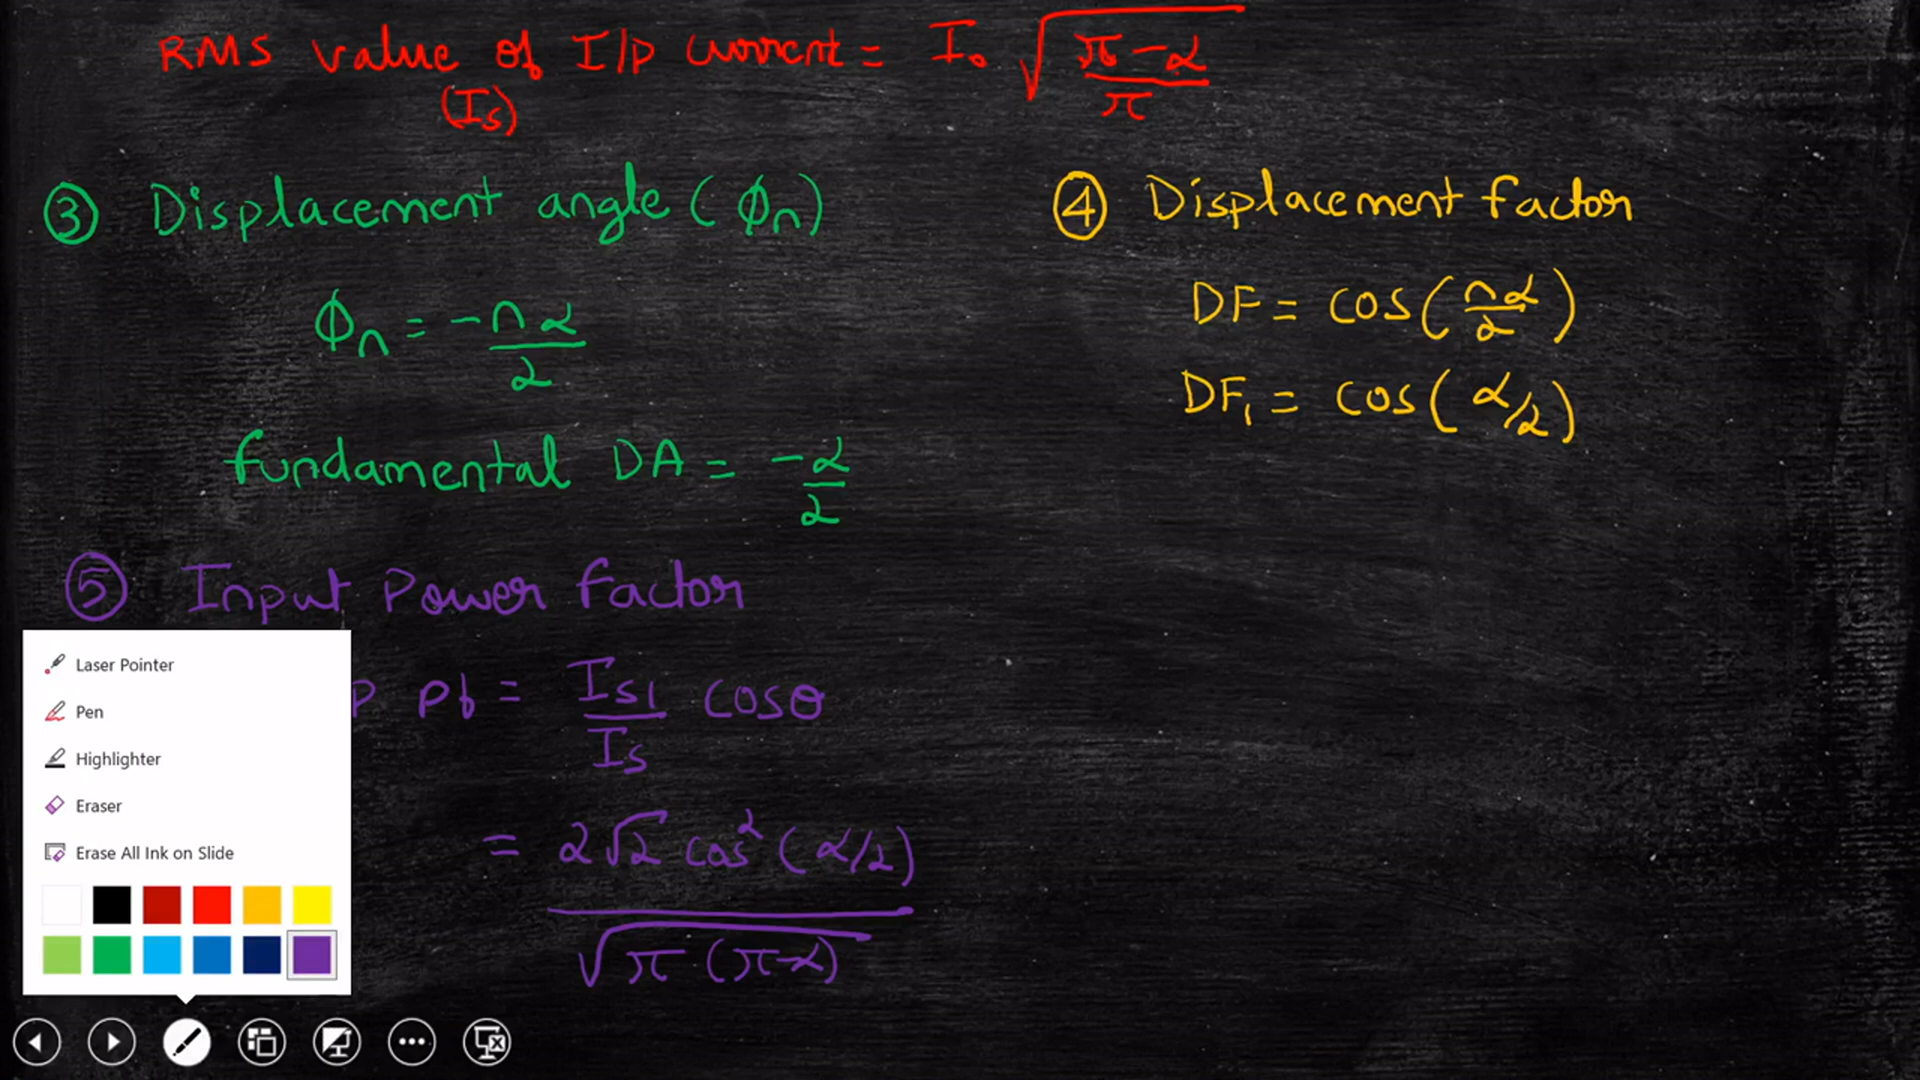 RMS value of I/p current = I₀ √((π-α)/π)
(Is)
③ Displacement angle (ϕn)
ϕn = -nα/2
fundamental DA = -α/2
④ Displacement factor
DF = cos(nα/2)
DF₁ = cos(α/2)
⑤ Input Power factor
p pf = Is1/Is cosθ
= 2√2 cos²(α/2) / √(π(π-α))
Laser Pointer
Pen
Highlighter
Eraser
Erase All Ink on Slide